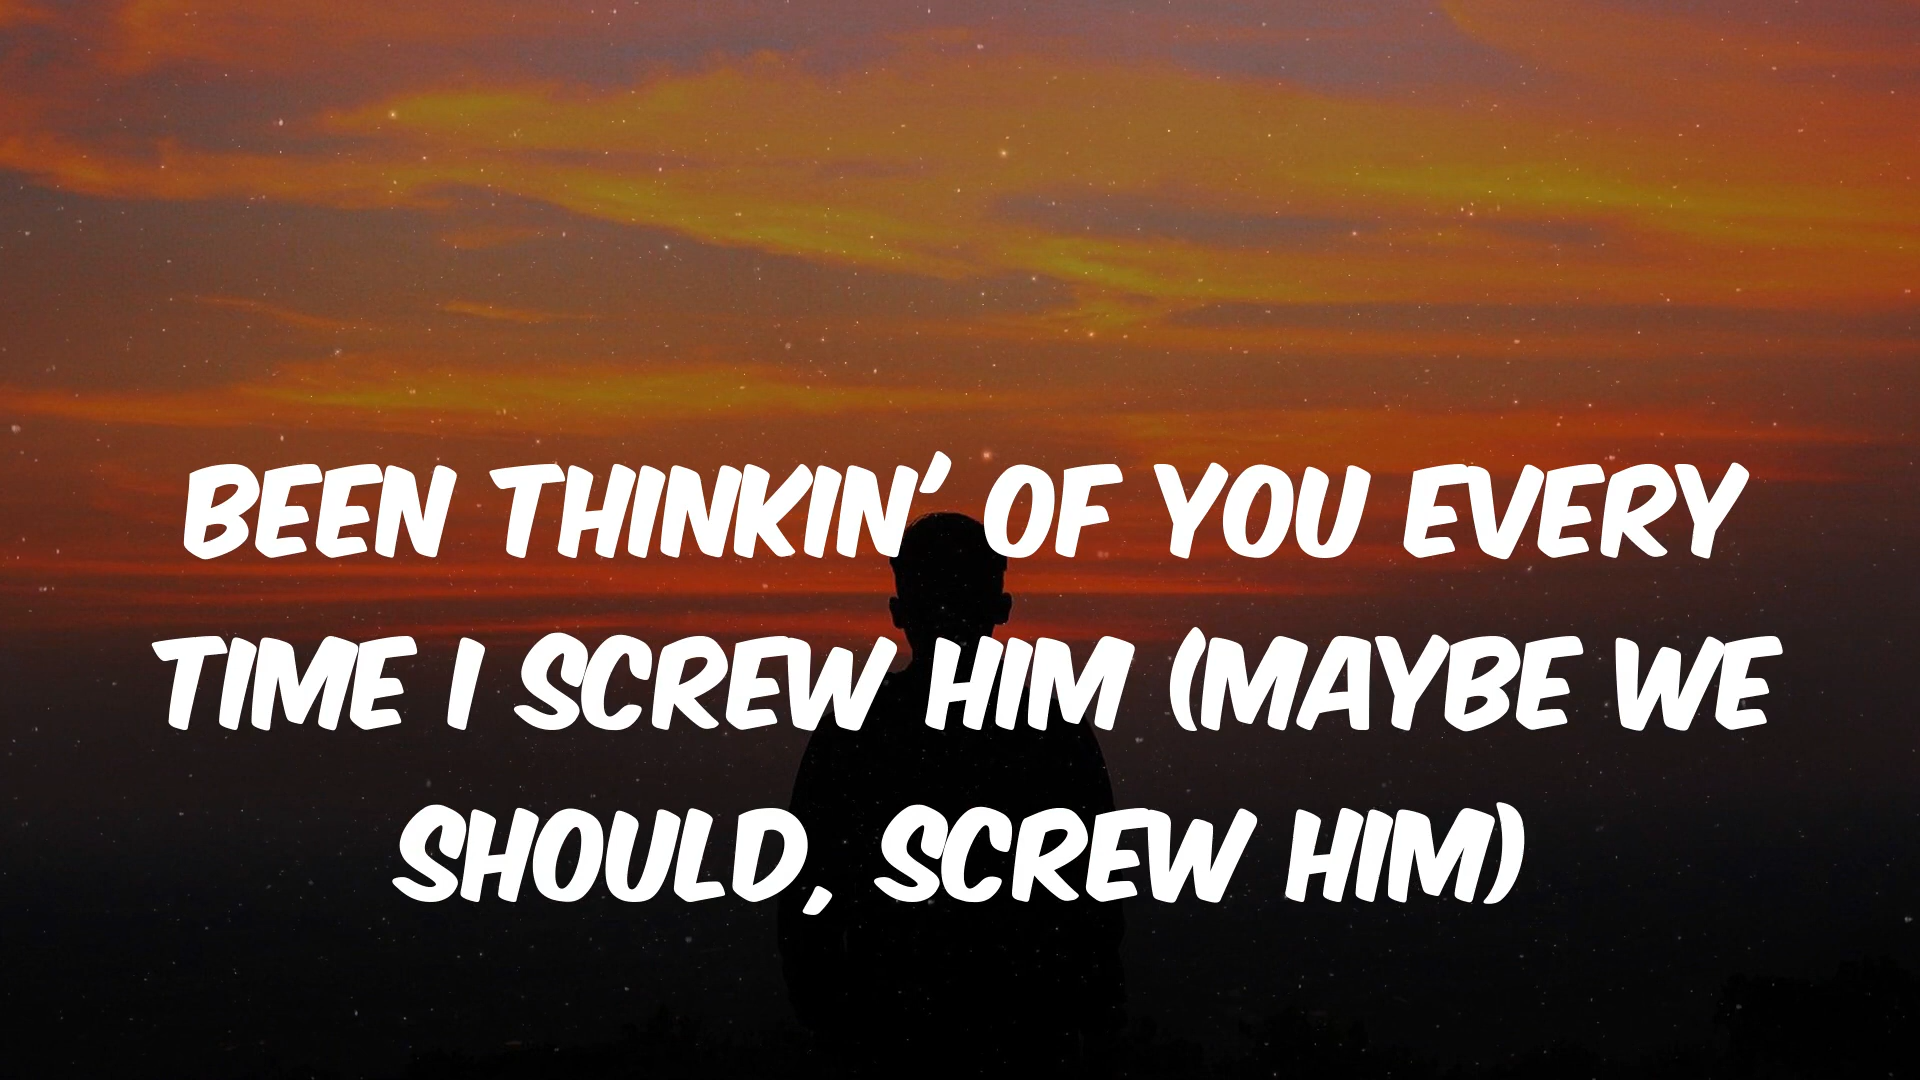 BEEN THINKIN' OF YOU EVERY
TIME I SCREW HIM (MAYBE WE
SHOULD, SCREW HIM)